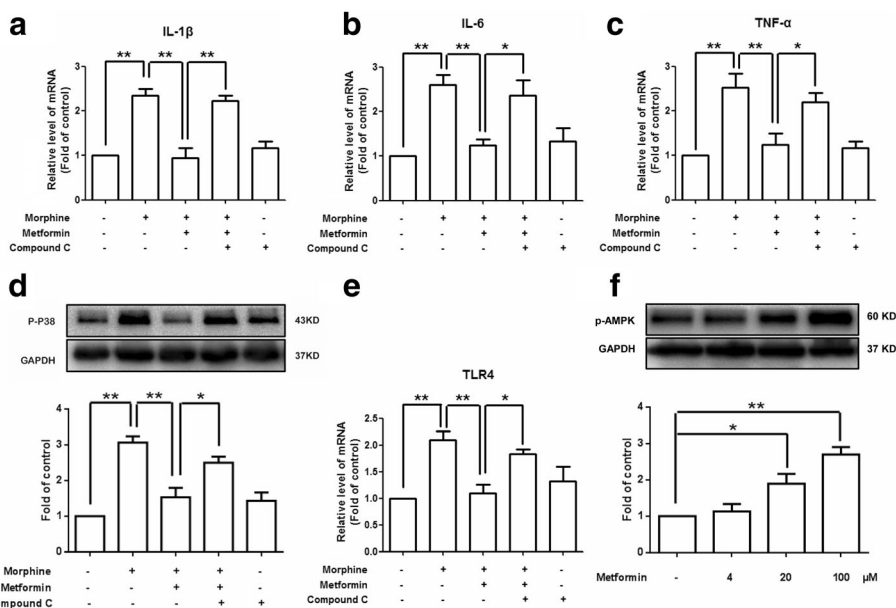 a
IL-1β
** ** **
Relative level of mRNA
(Fold of control)
3
2
1
0
Morphine - + + + -
Metformin - - + + -
Compound C - - - + +
b
IL-6
** ** *
Relative level of mRNA
(Fold of control)
3
2
1
0
Morphine - + + + -
Metformin - - + + -
Compound C - - - + +
c
TNF-α
** ** *
Relative level of mRNA
(Fold of control)
3
2
1
0
Morphine - + + + -
Metformin - - + + -
Compound C - - - + +
d
P-P38 43KD
GAPDH 37KD
** ** *
Fold of control
4
3
2
1
0
Morphine - + + + -
Metformin - - + + -
mpound C - - - + +
e
TLR4
** ** *
Relative level of mRNA
(Fold of control)
2.5
2.0
1.5
1.0
0.5
0.0
Morphine - + + + -
Metformin - - + + -
Compound C - - - + +
f
p-AMPK 60 KD
GAPDH 37 KD
**
*
Fold of control
4
3
2
1
0
Metformin - 4 20 100 μM